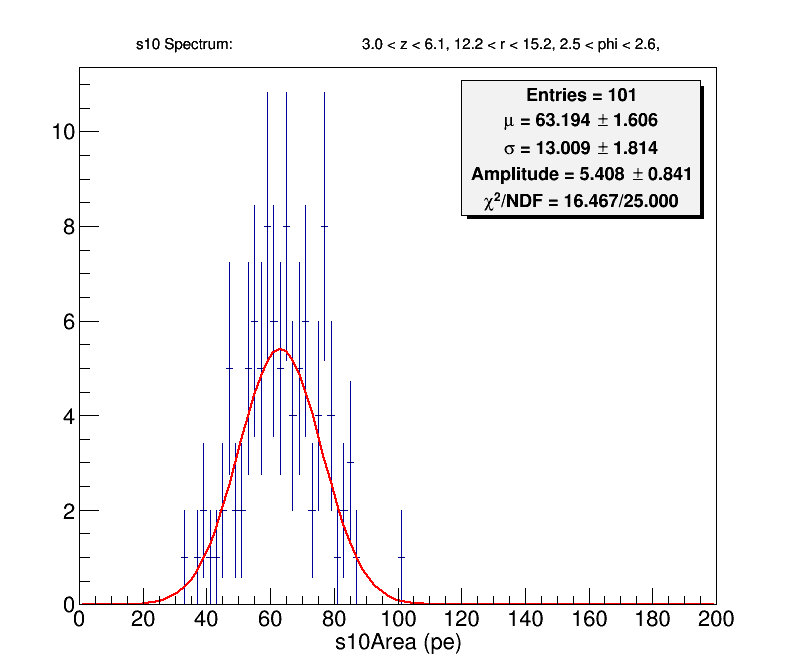 s10 Spectrum: 3.0 < z < 6.1, 12.2 < r < 15.2, 2.5 < phi < 2.6,
Entries = 101
μ = 63.194 ± 1.606
σ = 13.009 ± 1.814
Amplitude = 5.408 ± 0.841
χ²/NDF = 16.467/25.000
10
8
6
4
2
0
0 20 40 60 80 100 120 140 160 180 200
s10Area (pe)